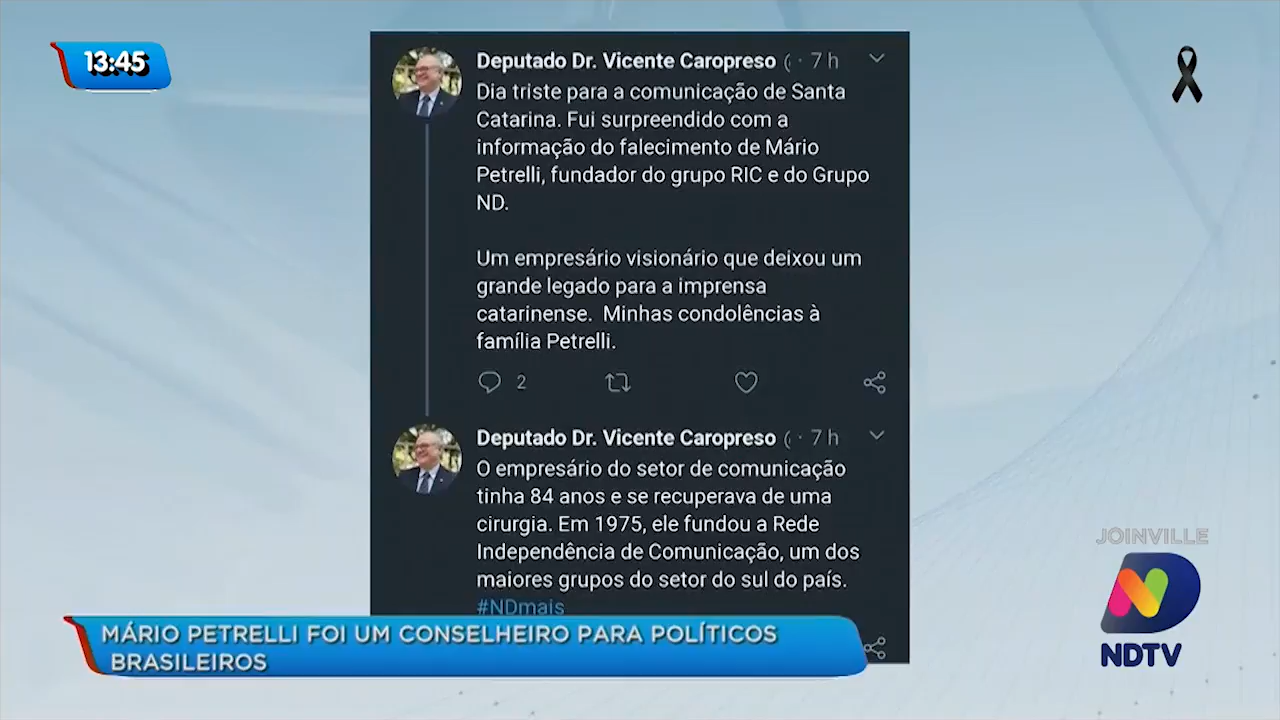 13:45
Deputado Dr. Vicente Caropreso ( · 7 h
Dia triste para a comunicação de Santa
Catarina. Fui surpreendido com a
informação do falecimento de Mário
Petrelli, fundador do grupo RIC e do Grupo
ND.
Um empresário visionário que deixou um
grande legado para a imprensa
catarinense.  Minhas condolências à
família Petrelli.
2
Deputado Dr. Vicente Caropreso ( · 7 h
O empresário do setor de comunicação
tinha 84 anos e se recuperava de uma
cirurgia. Em 1975, ele fundou a Rede
Independência de Comunicação, um dos
maiores grupos do setor do sul do país.
#NDmais
MÁRIO PETRELLI FOI UM CONSELHEIRO PARA POLÍTICOS
BRASILEIROS
JOINVILLE
NDTV